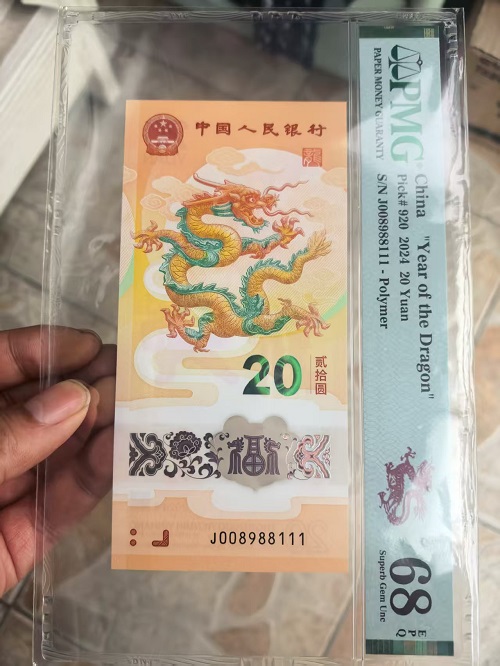 中国人民银行
20
贰拾圆
福
J008988111
PMG
PAPER MONEY GUARANTY
China "Year of the Dragon"
Pick# 920 2024 20 Yuan
S/N J008988111 - Polymer
68
EPQ
Superb Gem Unc